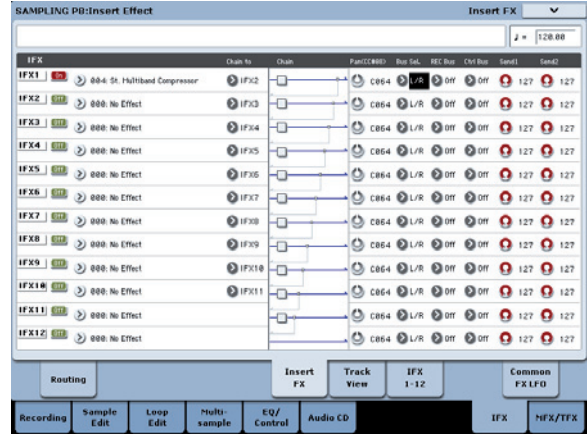 SAMPLING P8:Insert Effect Insert FX
♩ = 120.00
IFX Chain to Chain Pan(CC#08) Bus Sel. REC Bus Ctrl Bus Send1 Send2
IFX1 On 004: St. Multiband Compressor IFX2 C064 L/R Off Off 127 127
IFX2 Off 000: No Effect IFX3 C064 L/R Off Off 127 127
IFX3 Off 000: No Effect IFX4 C064 L/R Off Off 127 127
IFX4 Off 000: No Effect IFX5 C064 L/R Off Off 127 127
IFX5 Off 000: No Effect IFX6 C064 L/R Off Off 127 127
IFX6 Off 000: No Effect IFX7 C064 L/R Off Off 127 127
IFX7 Off 000: No Effect IFX8 C064 L/R Off Off 127 127
IFX8 Off 000: No Effect IFX9 C064 L/R Off Off 127 127
IFX9 Off 000: No Effect IFX10 C064 L/R Off Off 127 127
IFX10 Off 000: No Effect IFX11 C064 L/R Off Off 127 127
IFX11 Off 000: No Effect C064 L/R Off Off 127 127
IFX12 Off 000: No Effect C064 L/R Off Off 127 127
Routing Insert FX Track View IFX 1-12 Common FX LFO
Recording Sample Edit Loop Edit Multi-sample EQ/Control Audio CD IFX MFX/TFX